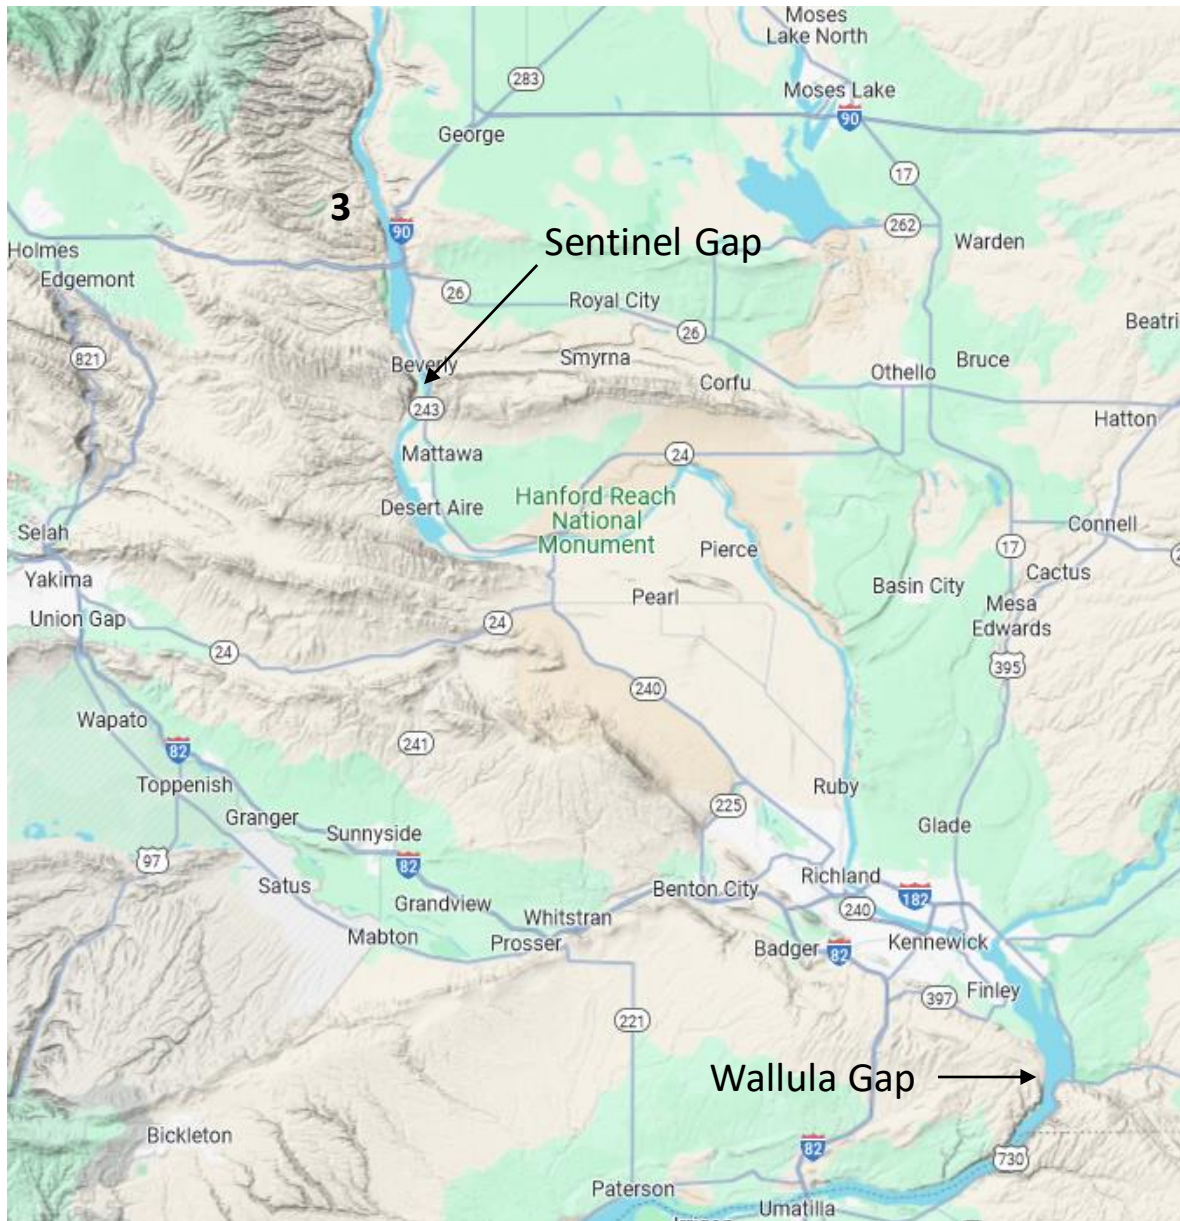 Moses
Lake North
283
Moses Lake
90
George
17
3
90
262
Sentinel Gap
Warden
Holmes
Edgemont
26
Royal City
26
Beatri
821
Beverly
Smyrna
Bruce
Othello
Corfu
243
Hatton
Mattawa
24
Hanford Reach
National
Monument
Desert Aire
Selah
Connell
17
Pierce
Yakima
Cactus
Basin City
Pearl
Mesa
Edwards
Union Gap
24
24
395
240
Wapato
82
241
Toppenish
Ruby
225
Granger
Glade
Sunnyside
97
82
Richland
Satus
Benton City
182
Grandview
240
Whitstran
Mabton
Prosser
Badger
82
Kennewick
Finley
397
221
Wallula Gap
Bickleton
82
730
Paterson
Umatilla